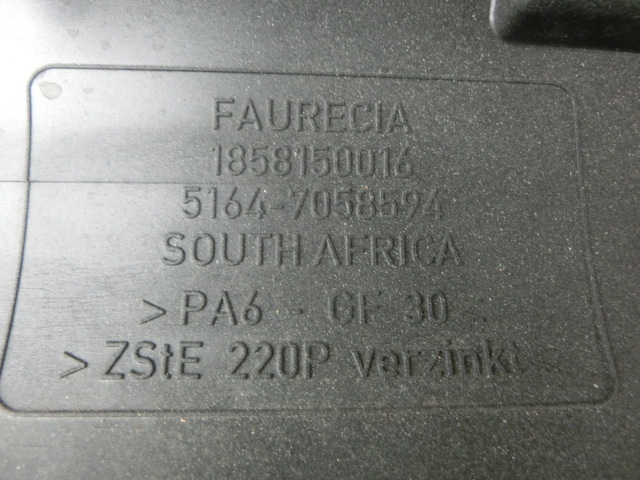 FAURECIA
1858150016
5164-7058594
SOUTH AFRICA
> PA6 - GF 30 <
> ZStE 220P verzinkt <